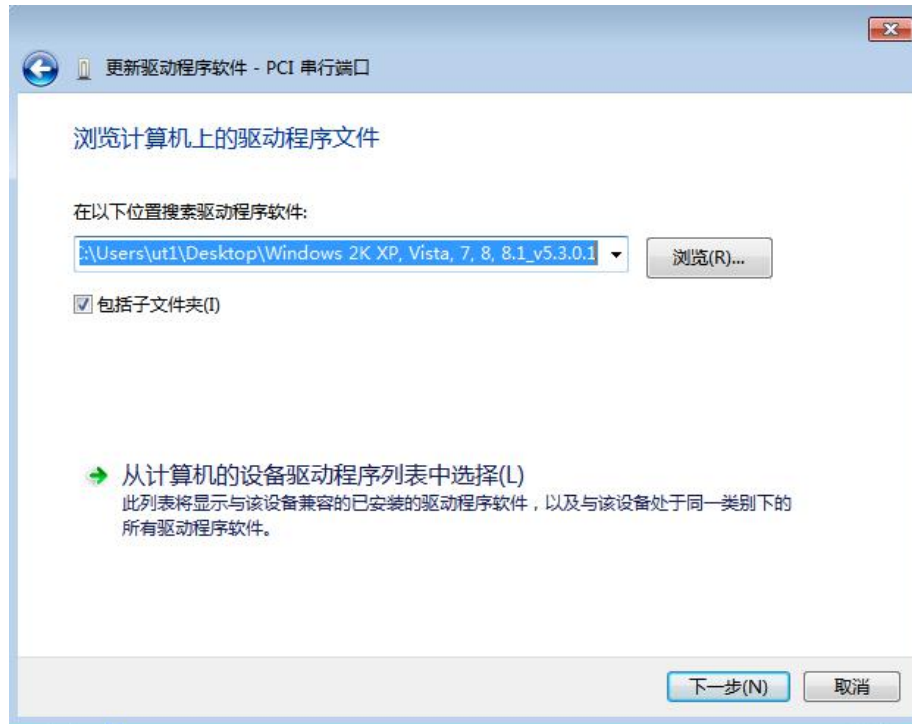 更新驱动程序软件 - PCI 串行端口
浏览计算机上的驱动程序文件
在以下位置搜索驱动程序软件:
:\Users\ut1\Desktop\Windows 2K XP, Vista, 7, 8, 8.1_v5.3.0.1
浏览(R)...
包括子文件夹(I)
从计算机的设备驱动程序列表中选择(L)
此列表将显示与该设备兼容的已安装的驱动程序软件，以及与该设备处于同一类别下的
所有驱动程序软件。
下一步(N)
取消